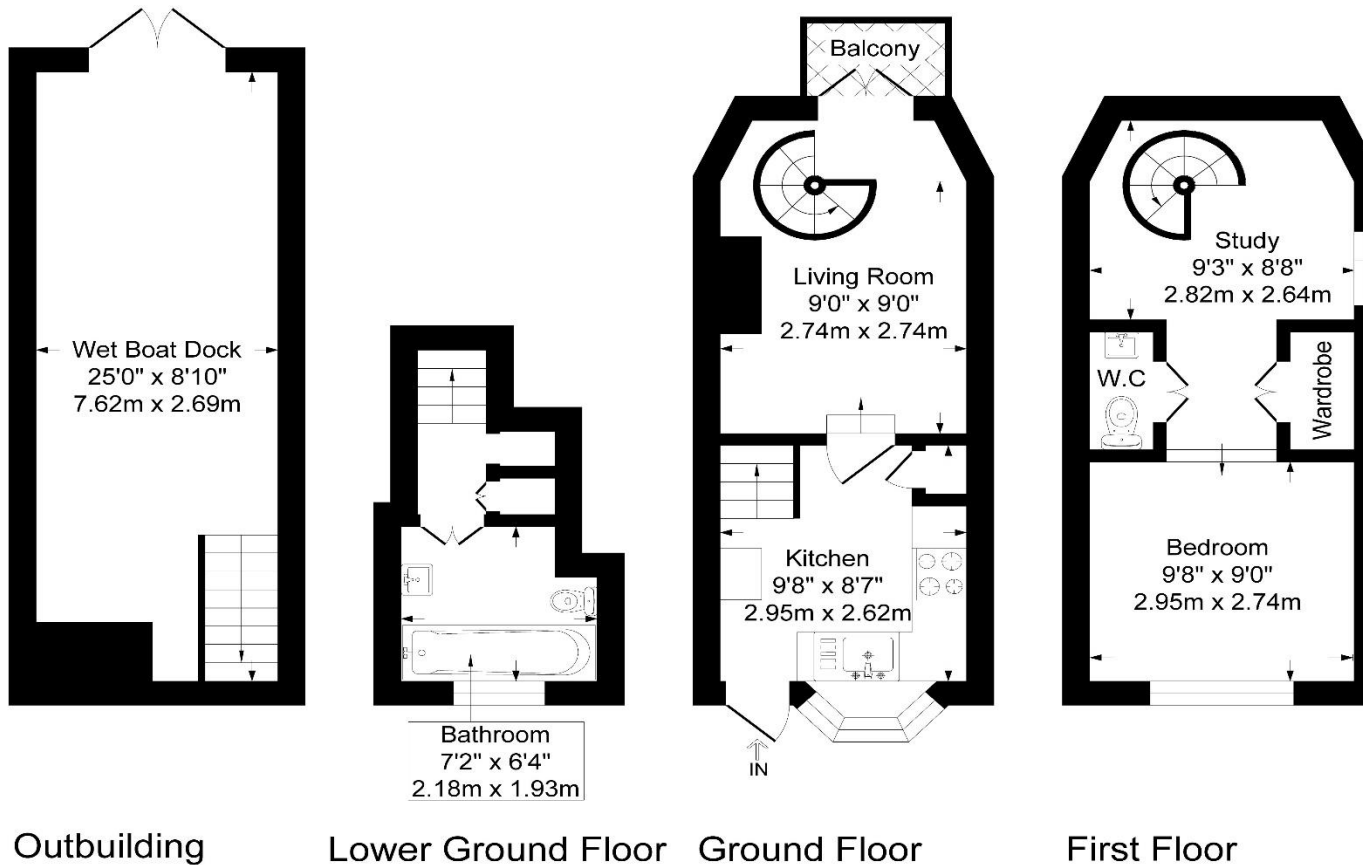 Wet Boat Dock
25'0" x 8'10"
7.62m x 2.69m
Outbuilding
Bathroom
7'2" x 6'4"
2.18m x 1.93m
Lower Ground Floor
Balcony
Living Room
9'0" x 9'0"
2.74m x 2.74m
Kitchen
9'8" x 8'7"
2.95m x 2.62m
IN
Ground Floor
Study
9'3" x 8'8"
2.82m x 2.64m
W.C
Wardrobe
Bedroom
9'8" x 9'0"
2.95m x 2.74m
First Floor